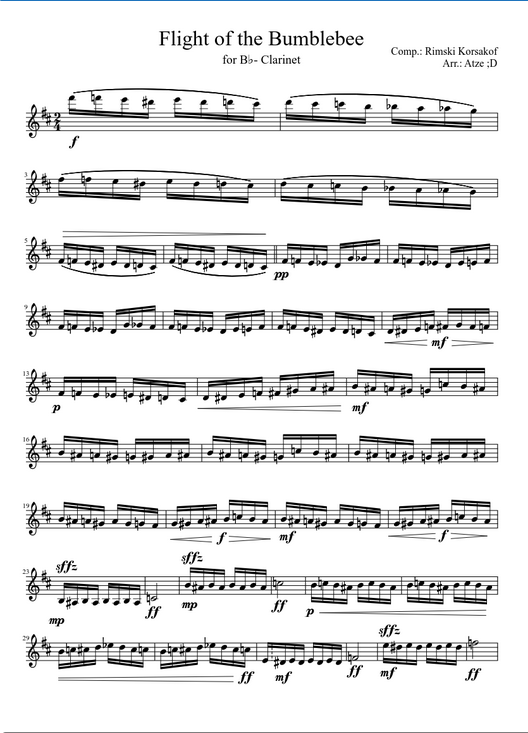 Flight of the Bumblebee
for B♭- Clarinet
Comp.: Rimski Korsakof
Arr.: Atze ;D
2
4
f
3
5
pp
9
mf
13
p
mf
16
19
f
mf
f
23
sffz
sffz
mp
ff
mp
ff
p
29
sffz
ff
mf
ff
mf
ff